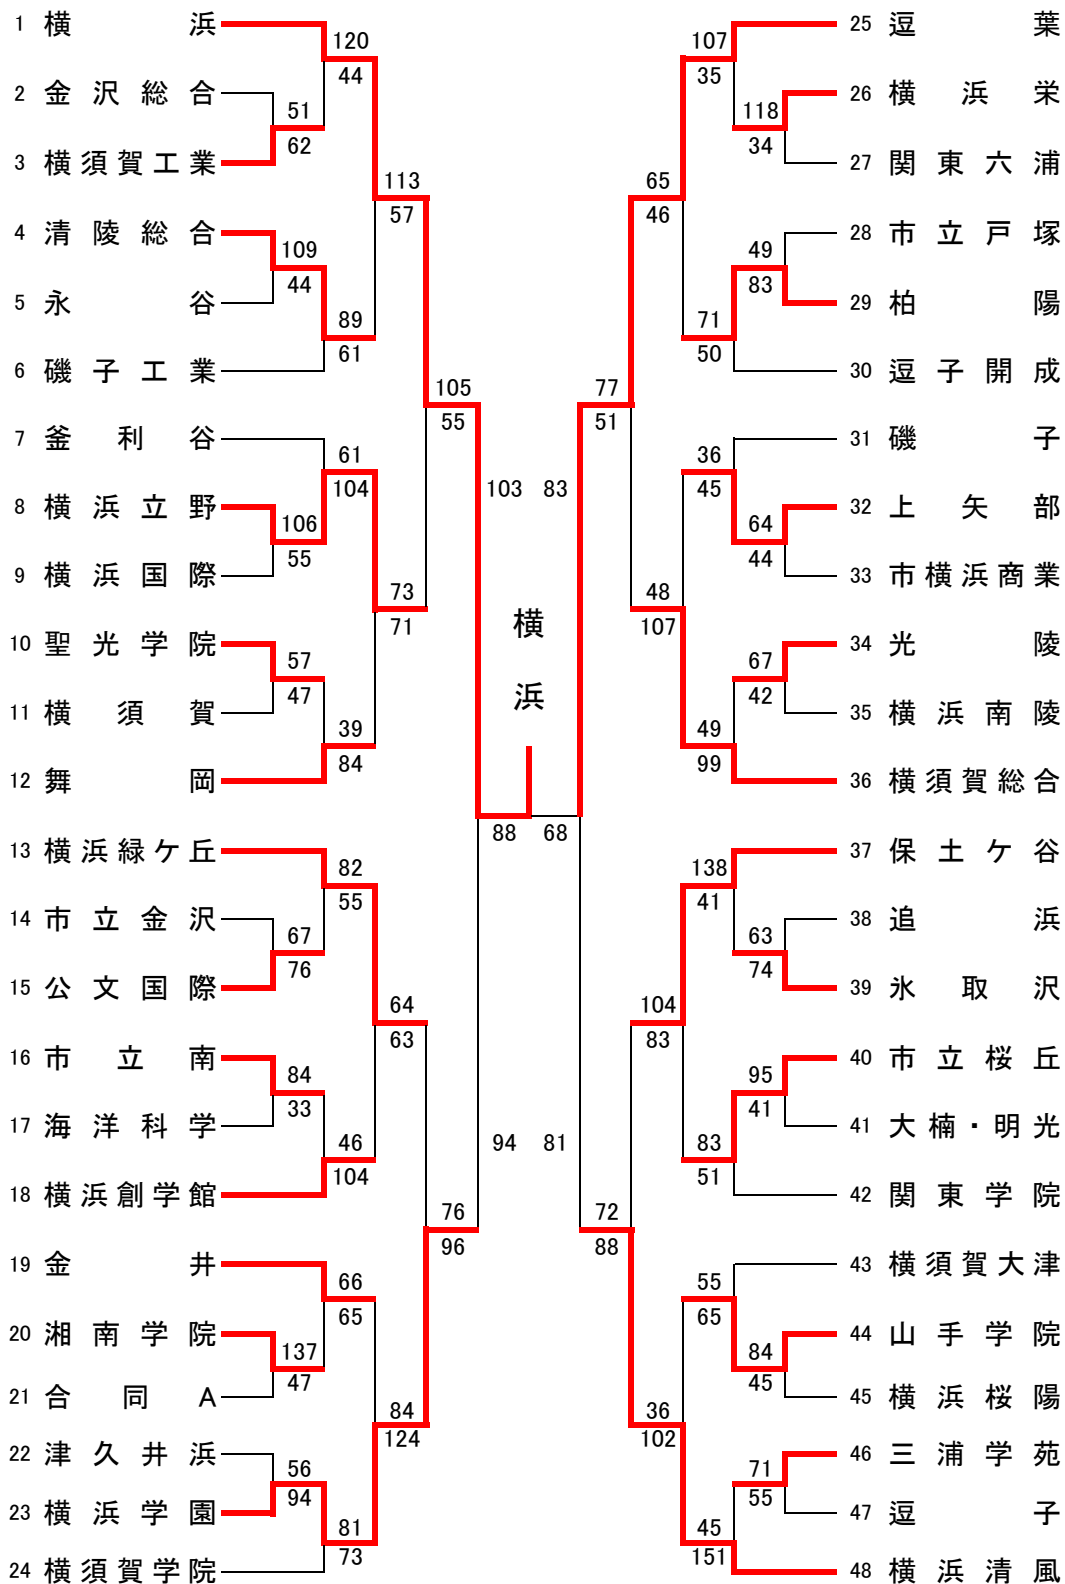 1 横浜
2 金沢総合
3 横須賀工業
4 清陵総合
5 永谷
6 磯子工業
7 釜利谷
8 横浜立野
9 横浜国際
10 聖光学院
11 横須賀
12 舞岡
13 横浜緑ケ丘
14 市立金沢
15 公文国際
16 市立南
17 海洋科学
18 横浜創学館
19 金井
20 湘南学院
21 合同A
22 津久井浜
23 横浜学園
24 横須賀学院
51
62
109
44
106
55
57
47
67
76
84
33
137
47
56
94
120
44
89
61
61
104
39
84
82
55
46
104
66
65
81
73
113
57
73
71
64
63
84
124
105
55
76
96
103 83
横浜
88 68
94 81
77
51
72
88
65
46
48
107
104
83
36
102
107
35
71
50
36
45
49
99
138
41
83
51
55
65
45
151
118
34
49
83
64
44
67
42
63
74
95
41
84
45
71
55
25 逗葉
26 横浜栄
27 関東六浦
28 市立戸塚
29 柏陽
30 逗子開成
31 磯子
32 上矢部
33 市横浜商業
34 光陵
35 横浜南陵
36 横須賀総合
37 保土ケ谷
38 追浜
39 氷取沢
40 市立桜丘
41 大楠・明光
42 関東学院
43 横須賀大津
44 山手学院
45 横浜桜陽
46 三浦学苑
47 逗子
48 横浜清風